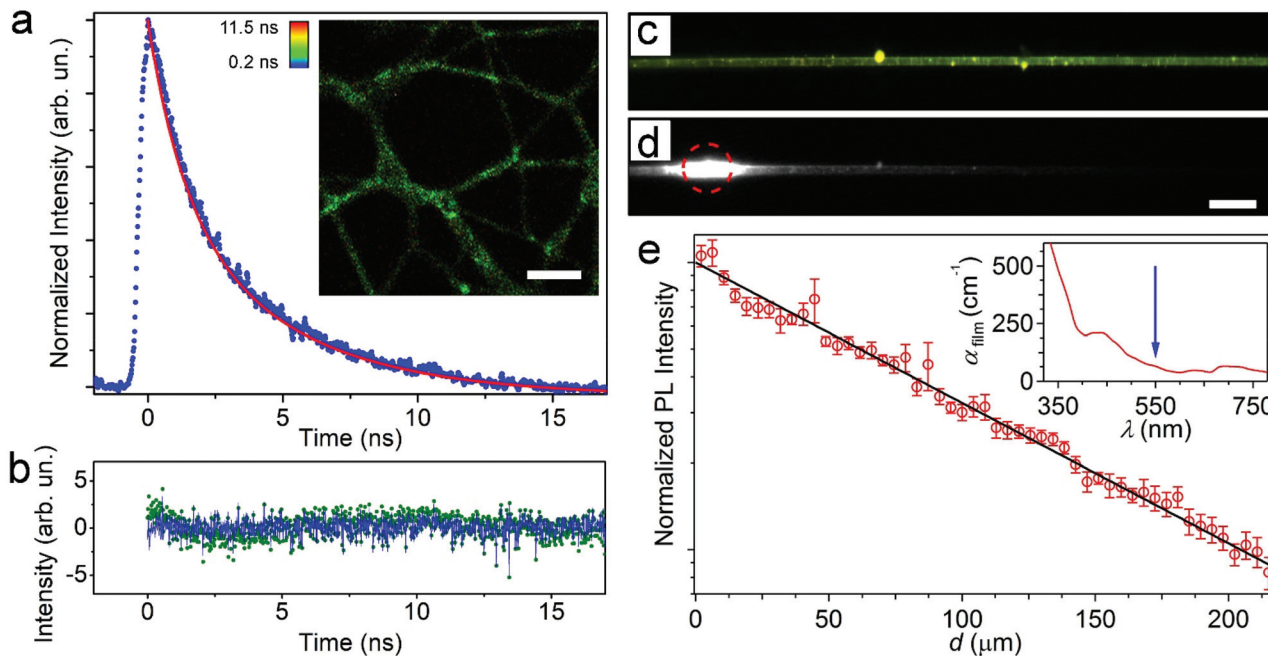 a
Normalized Intensity (arb. un.)
11.5 ns
0.2 ns
0 5 10 15
Time (ns)
b
Intensity (arb. un.)
5
0
-5
0 5 10 15
Time (ns)
c
d
e
Normalized PL Intensity
0 50 100 150 200
d (μm)
α film (cm⁻¹)
500
250
0
350 550 750
λ (nm)